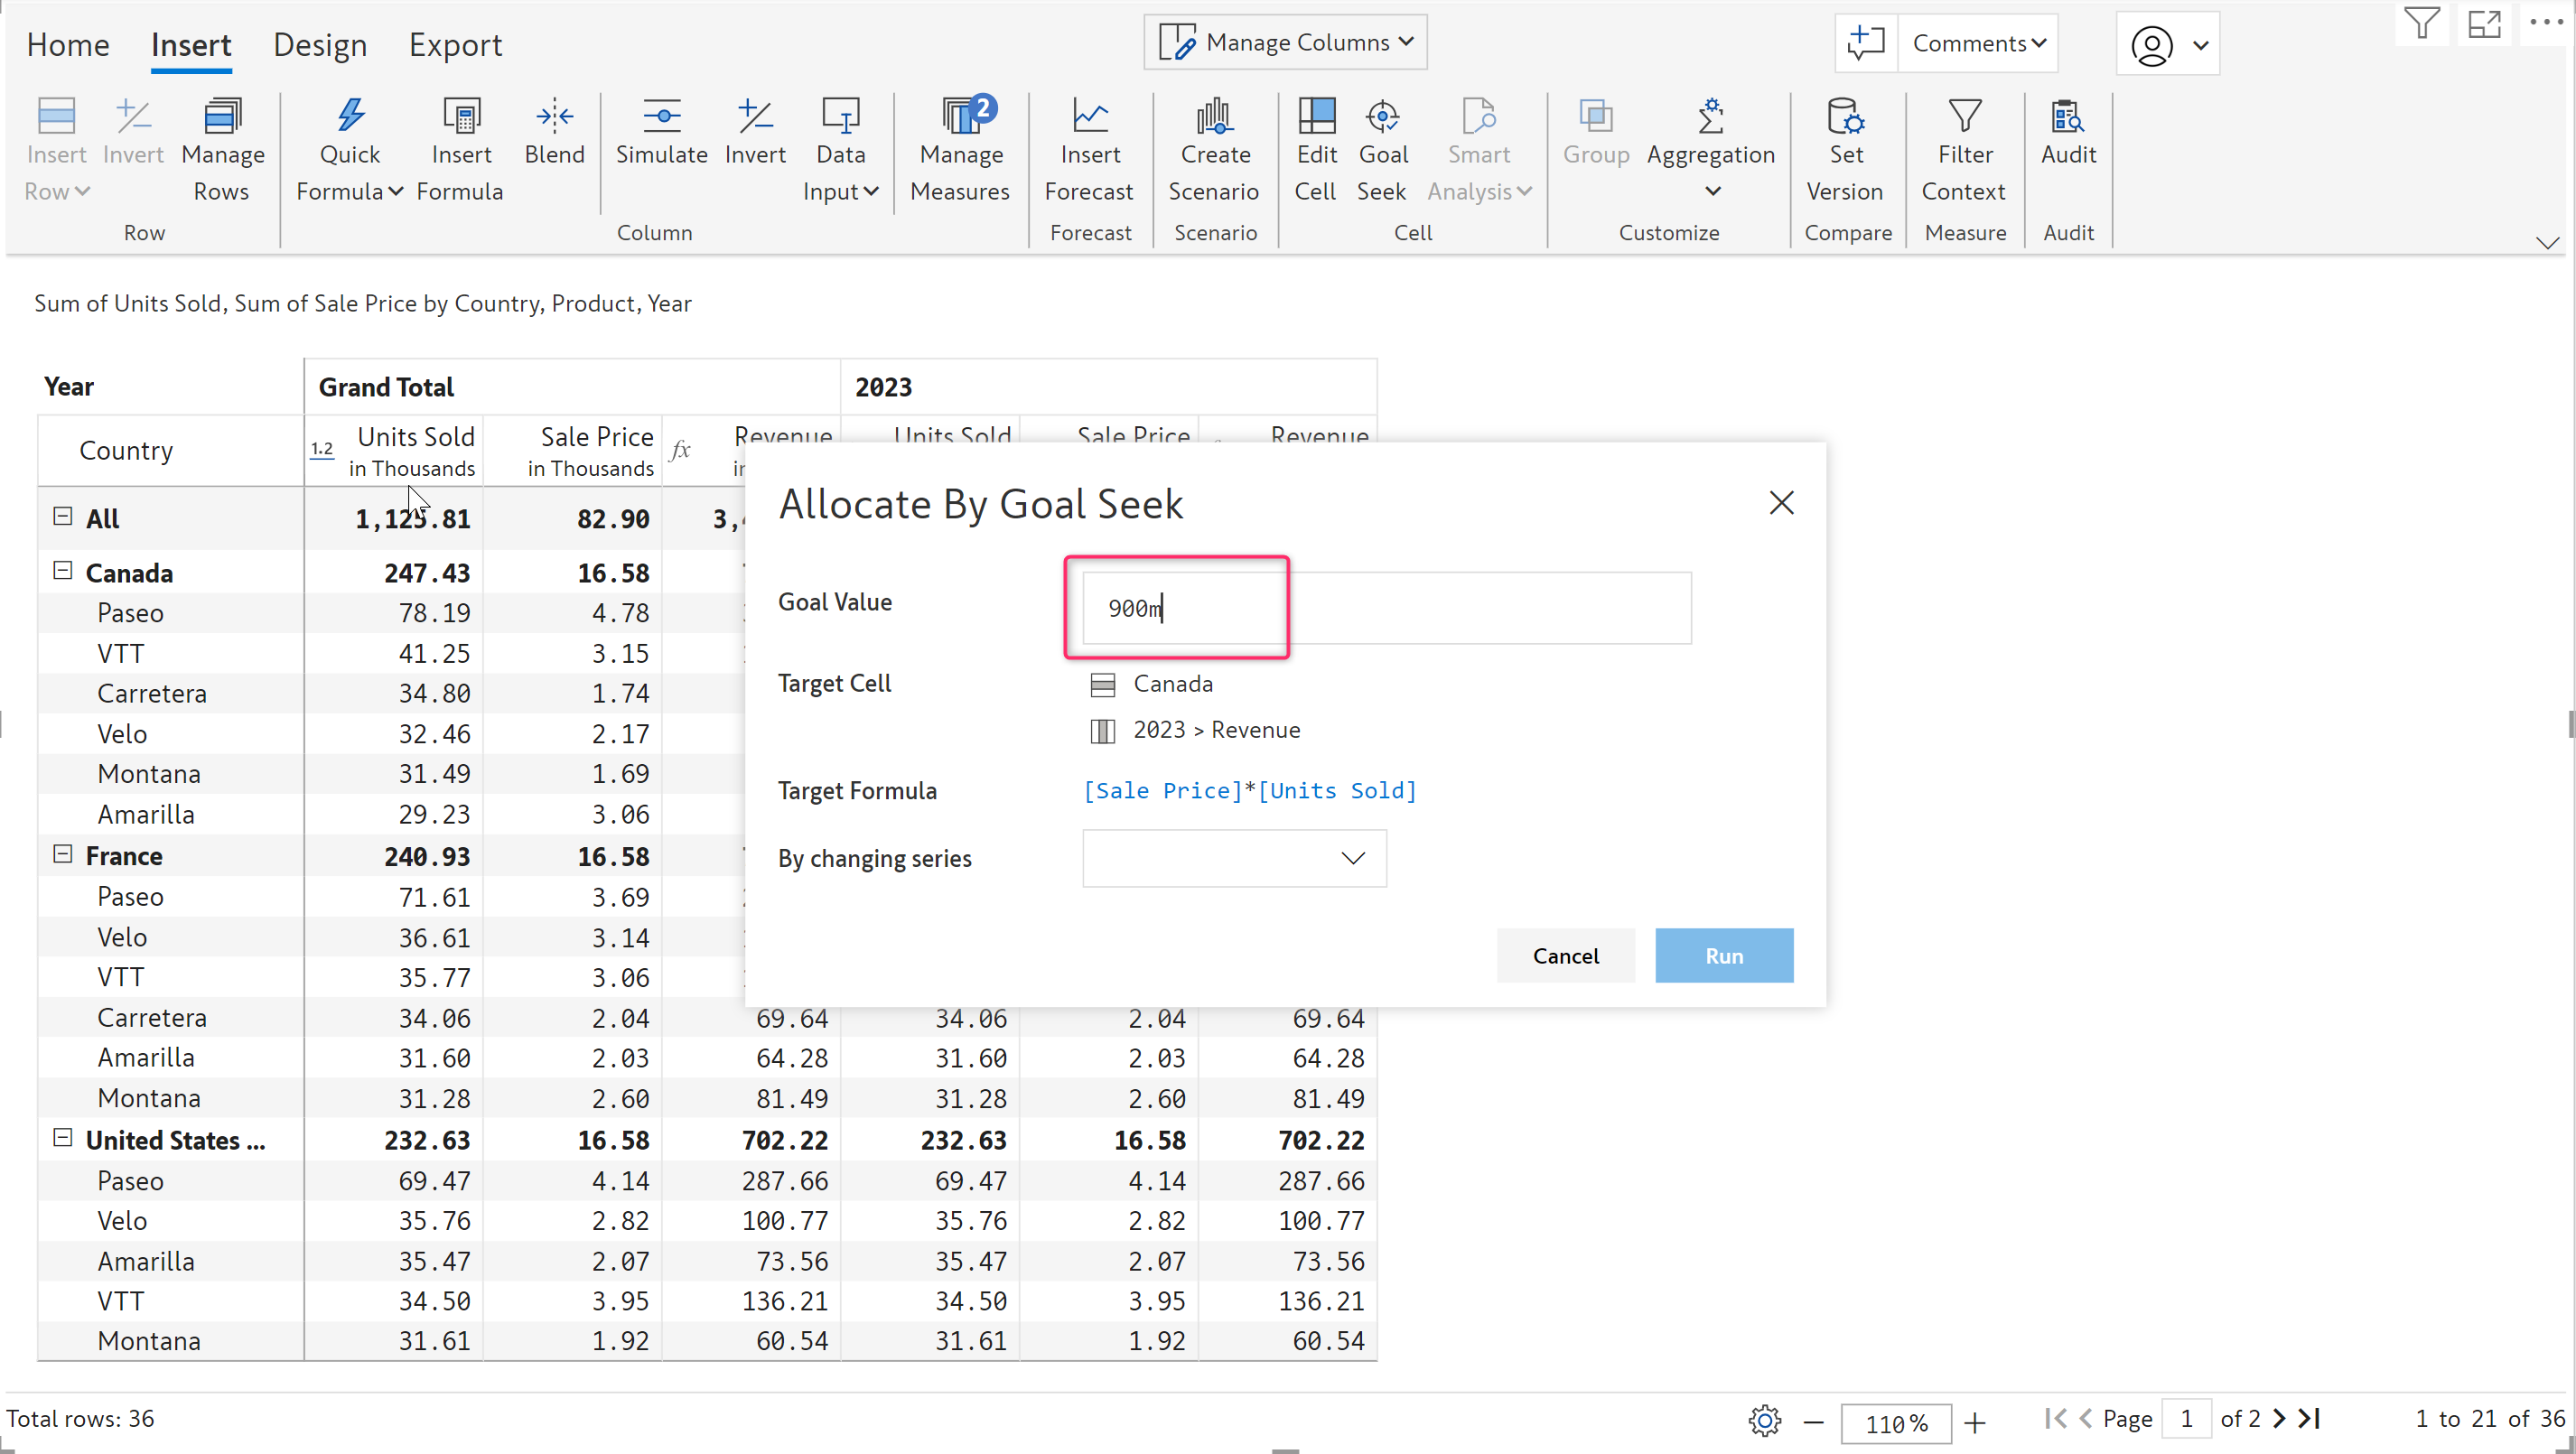 Home Insert Design Export
Manage Columns
Comments
Insert Row
Invert
Manage Rows
Row
Quick Formula
Insert Formula
Blend
Simulate
Invert
Data Input
Column
2
Manage Measures
Insert Forecast
Forecast
Create Scenario
Scenario
Edit Cell
Goal Seek
Smart Analysis
Cell
Group
Aggregation
Customize
Set Version
Compare
Filter Context
Measure
Audit
Audit
Sum of Units Sold, Sum of Sale Price by Country, Product, Year
Year Grand Total 2023
Country 1.2 Units Sold in Thousands Sale Price in Thousands fx Revenue Units Sold Sale Price Revenue
All 1,125.81 82.90
Canada 247.43 16.58
Paseo 78.19 4.78
VTT 41.25 3.15
Carretera 34.80 1.74
Velo 32.46 2.17
Montana 31.49 1.69
Amarilla 29.23 3.06
France 240.93 16.58
Paseo 71.61 3.69
Velo 36.61 3.14
VTT 35.77 3.06
Carretera 34.06 2.04 69.64 34.06 2.04 69.64
Amarilla 31.60 2.03 64.28 31.60 2.03 64.28
Montana 31.28 2.60 81.49 31.28 2.60 81.49
United States ... 232.63 16.58 702.22 232.63 16.58 702.22
Paseo 69.47 4.14 287.66 69.47 4.14 287.66
Velo 35.76 2.82 100.77 35.76 2.82 100.77
Amarilla 35.47 2.07 73.56 35.47 2.07 73.56
VTT 34.50 3.95 136.21 34.50 3.95 136.21
Montana 31.61 1.92 60.54 31.61 1.92 60.54
Allocate By Goal Seek
Goal Value 900m
Target Cell Canada
2023 > Revenue
Target Formula [Sale Price]*[Units Sold]
By changing series
Cancel Run
Total rows: 36
110%
Page 1 of 2
1 to 21 of 36